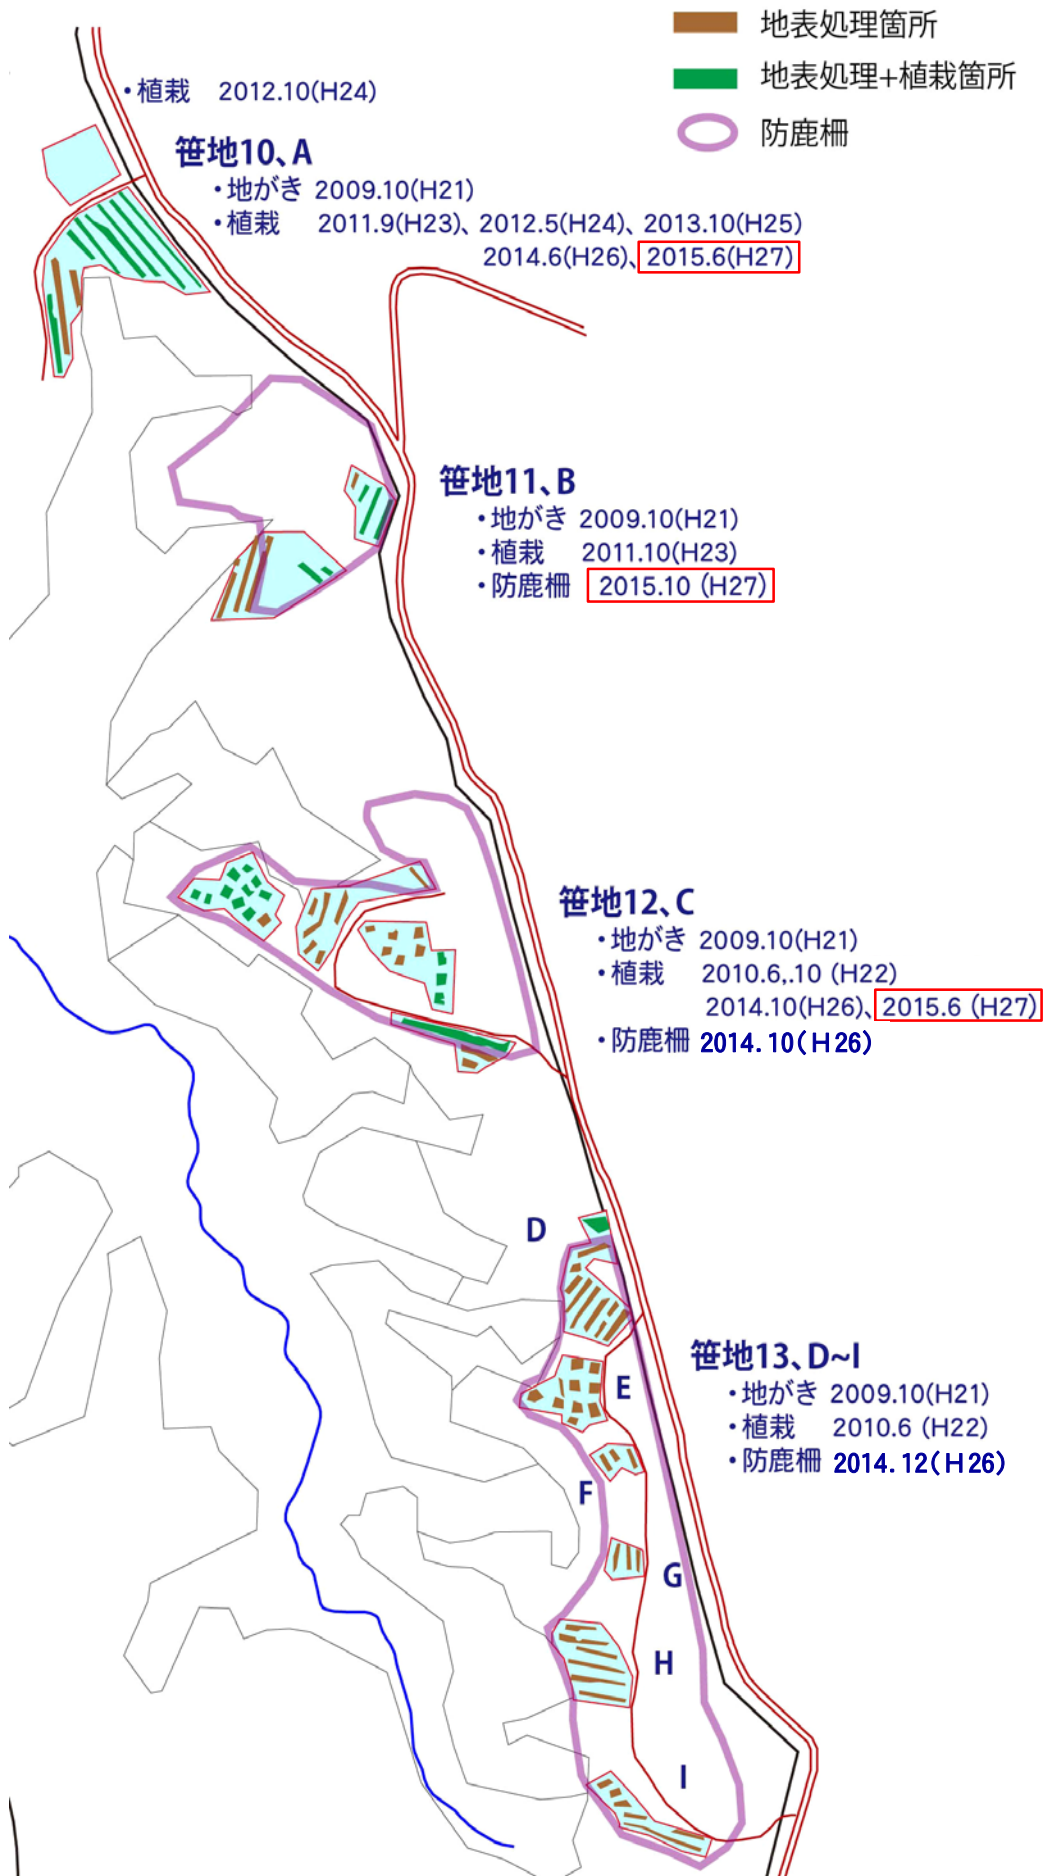 地表処理箇所
地表処理+植栽箇所
防鹿柵
・植栽　2012.10(H24)
笹地10、A
・地がき 2009.10(H21)
・植栽　2011.9(H23)、2012.5(H24)、2013.10(H25)
2014.6(H26)、2015.6(H27)
笹地11、B
・地がき 2009.10(H21)
・植栽　2011.10(H23)
・防鹿柵　2015.10 (H27)
笹地12、C
・地がき 2009.10(H21)
・植栽　2010.6,.10 (H22)
2014.10(H26)、2015.6 (H27)
・防鹿柵 2014.10(H26)
D
笹地13、D~I
・地がき 2009.10(H21)
・植栽　2010.6 (H22)
・防鹿柵 2014.12(H26)
E
F
G
H
I